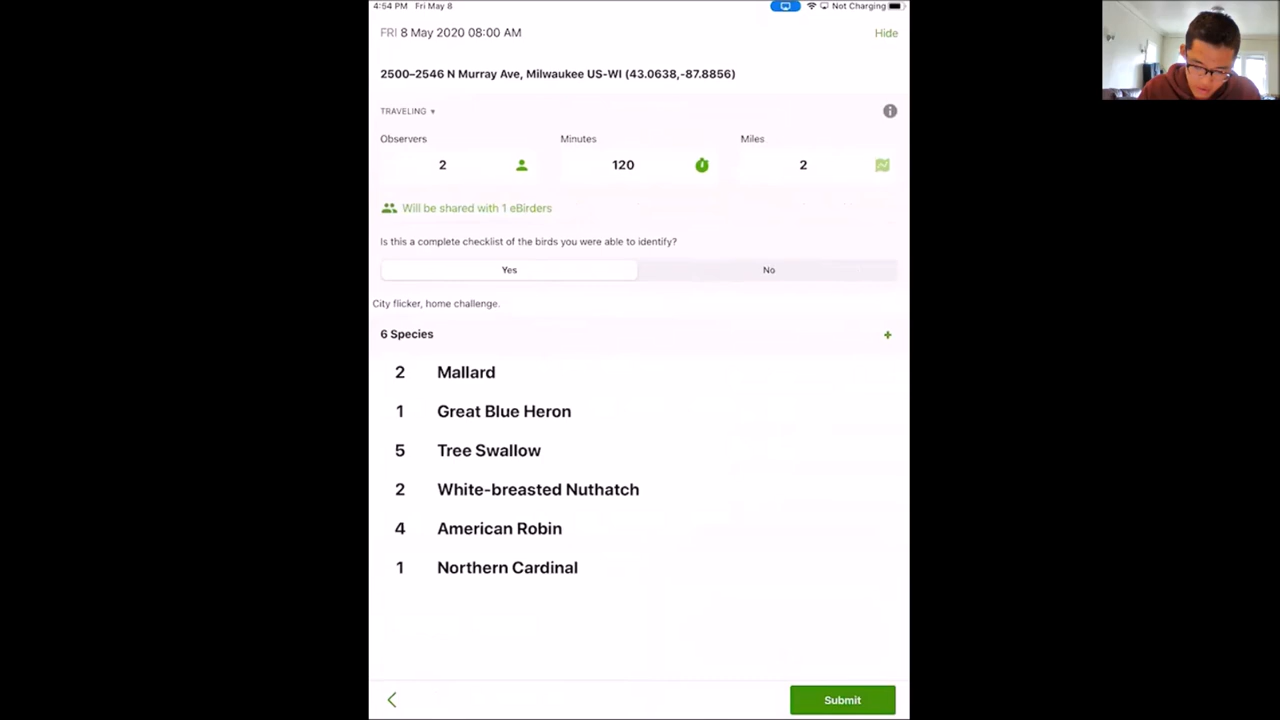 4:54 PM Fri May 8
Not Charging
FRI 8 May 2020 08:00 AM
Hide
2500–2546 N Murray Ave, Milwaukee US-WI (43.0638,-87.8856)
TRAVELING
Observers
Minutes
Miles
2
120
2
Will be shared with 1 eBirders
Is this a complete checklist of the birds you were able to identify?
Yes
No
City flicker, home challenge.
6 Species
+
2 Mallard
1 Great Blue Heron
5 Tree Swallow
2 White-breasted Nuthatch
4 American Robin
1 Northern Cardinal
Submit